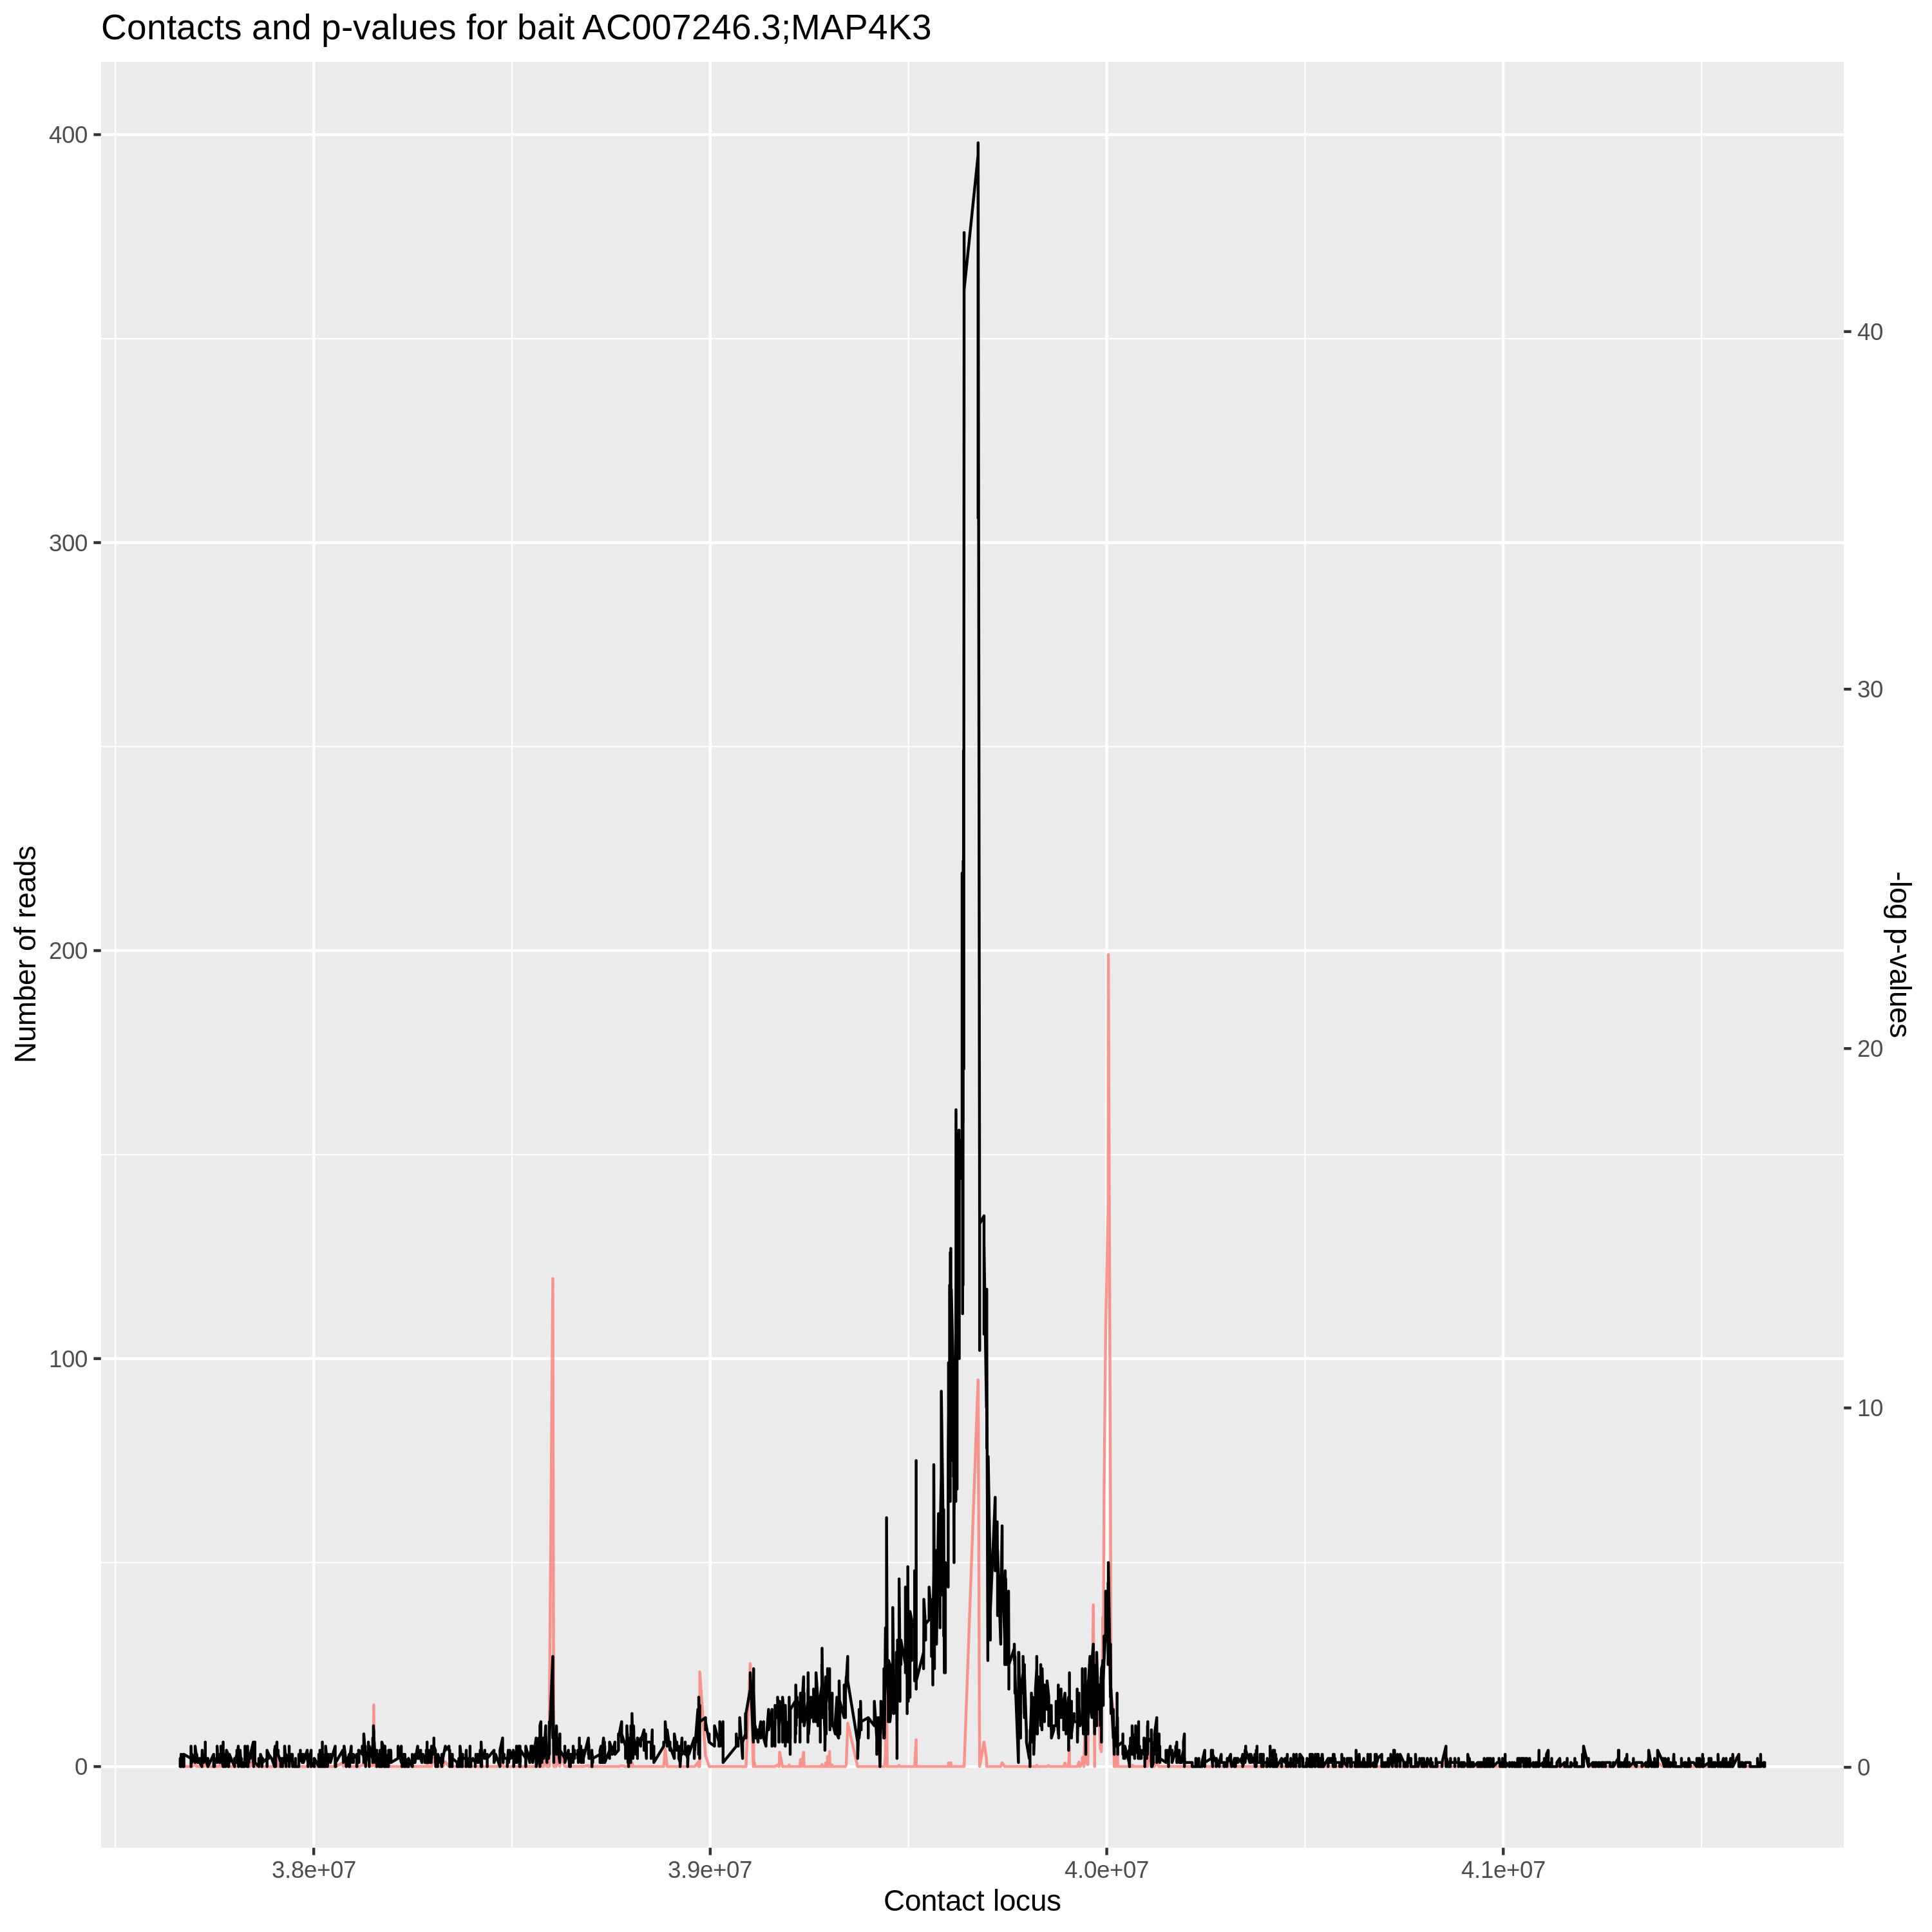 Contacts and p-values for bait AC007246.3;MAP4K3
400
300
200
100
0
Number of reads
40
30
20
10
0
-log p-values
3.8e+07
3.9e+07
4.0e+07
4.1e+07
Contact locus